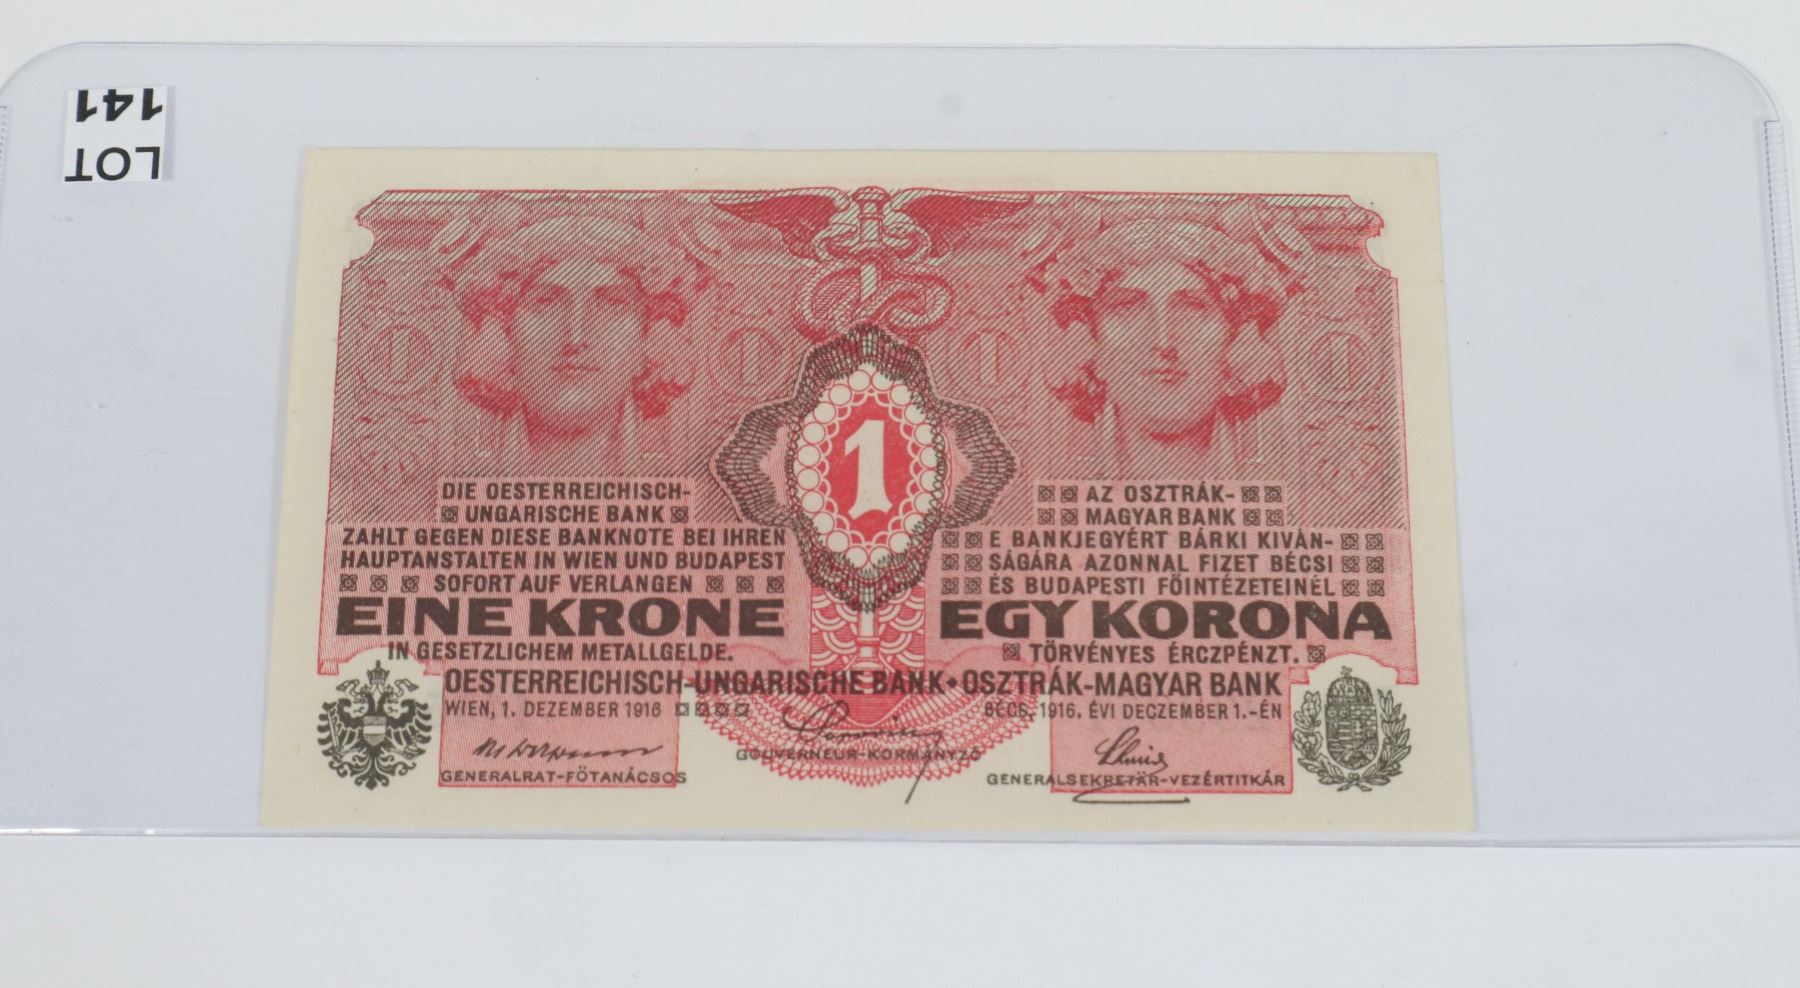 LOT
141
DIE OESTERREICHISCH-
UNGARISCHE BANK
ZAHLT GEGEN DIESE BANKNOTE BEI IHREN
HAUPTANSTALTEN IN WIEN UND BUDAPEST
SOFORT AUF VERLANGEN
EINE KRONE
IN GESETZLICHEM METALLGELDE.
1
AZ OSZTRÁK-
MAGYAR BANK
E BANKJEGYÉRT BÁRKI KIVÁN-
SÁGÁRA AZONNAL FIZET BÉCSI
ÉS BUDAPESTI FŐINTÉZETEINÉL
EGY KORONA
TÖRVÉNYES ÉRCZPÉNZT.
OESTERREICHISCH-UNGARISCHE BANK•OSZTRÁK-MAGYAR BANK
WIEN, 1. DEZEMBER 1916
BÉCS, 1916. ÉVI DECZEMBER 1.-ÉN
GENERALRAT-FŐTANÁCSOS
GOUVERNEUR-KORMÁNYZÓ
GENERALSEKRETÄR-VEZÉRTITKÁR